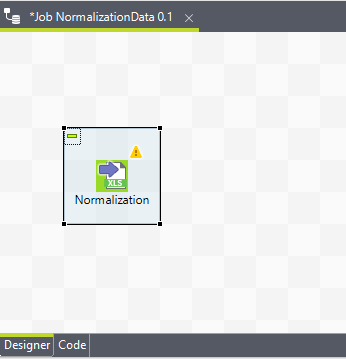 *Job NormalizationData 0.1
XLS
Normalization
Designer Code